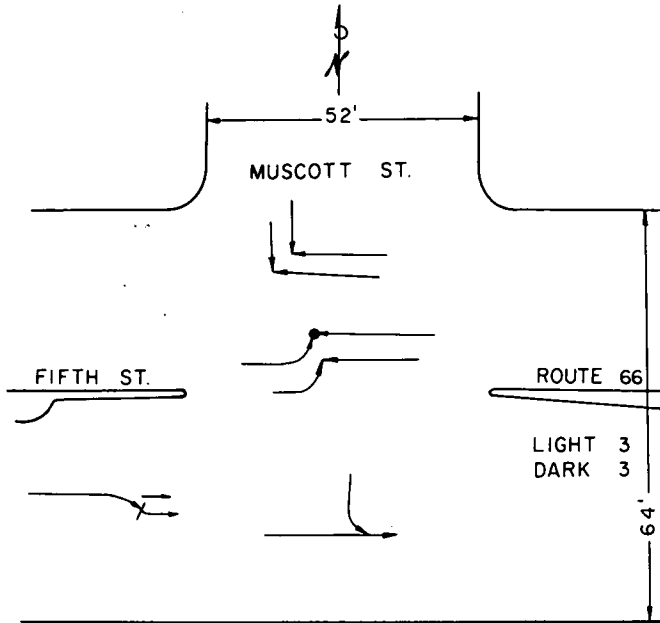 52'
MUSCOTT ST.
FIFTH ST.
ROUTE 66
LIGHT 3
DARK 3
64'